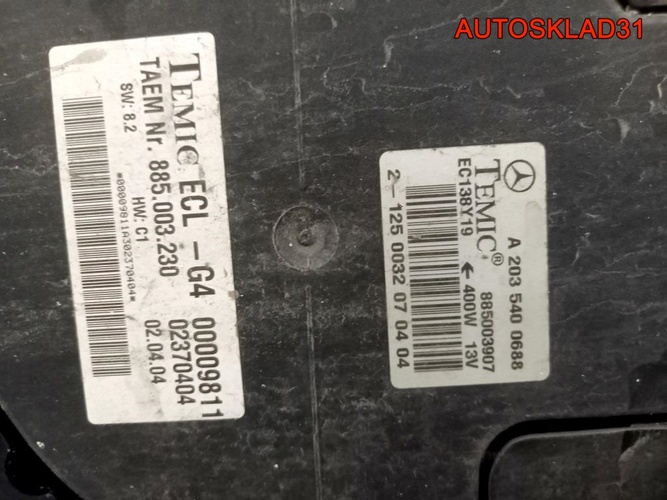 AUTOSKLAD31
TEMIC ECL -G4 00009811
TAEM Nr. 885.003.230 02370404
SW: 8.2 HW: C1 02.04.04
*00009811A302370404*
A 203 540 0688
TEMIC® 885003907
EC138Y19 ← 400W 13V
2-125 0032 07 04 04